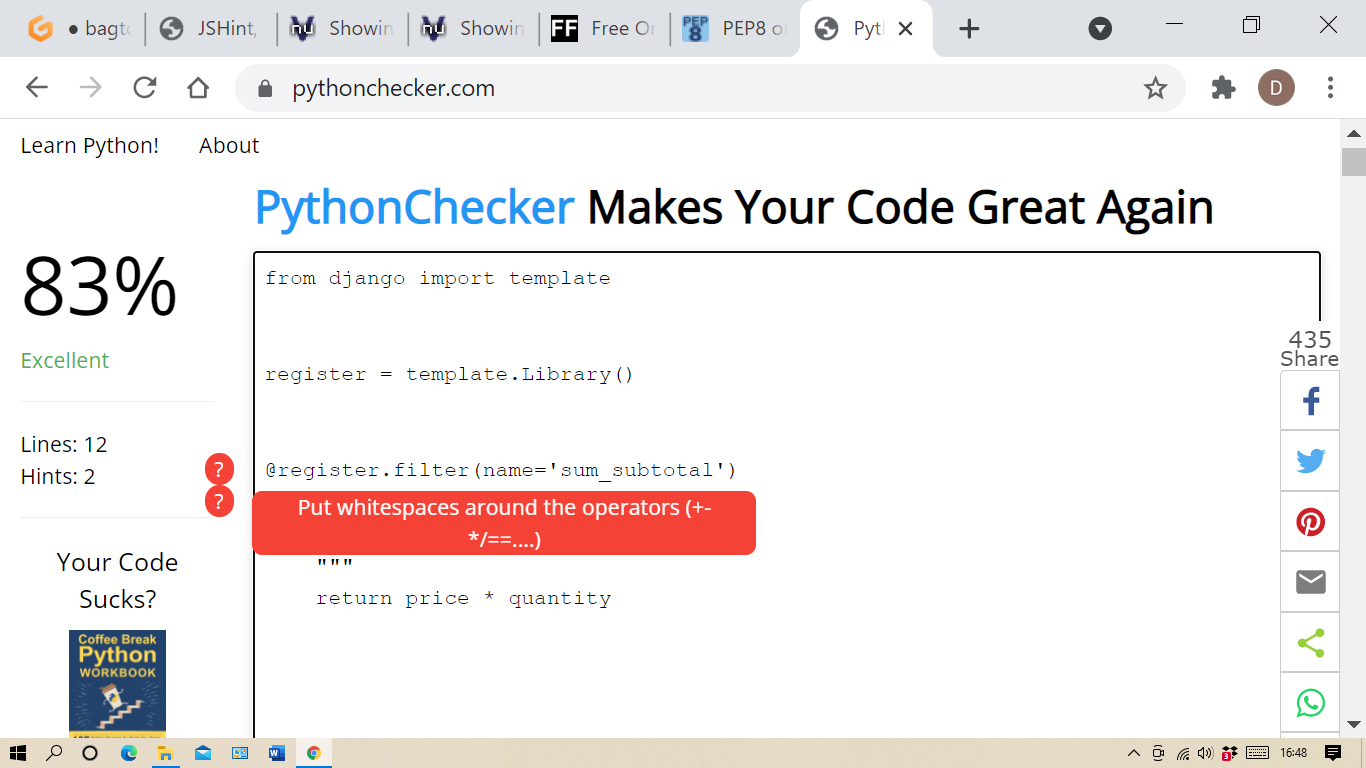 bagto
JSHint,
Showin
Showin
FF
Free Or
PEP 8
PEP8 o
Pyt
pythonchecker.com
D
Learn Python!
About
PythonChecker Makes Your Code Great Again
83%
Excellent
Lines: 12
Hints: 2
?
?
Your Code
Sucks?
Coffee Break
Python
WORKBOOK
from django import template
register = template.Library()
@register.filter(name='sum_subtotal')
Put whitespaces around the operators (+-
*/==....)
"""
return price * quantity
435
Share
16:48